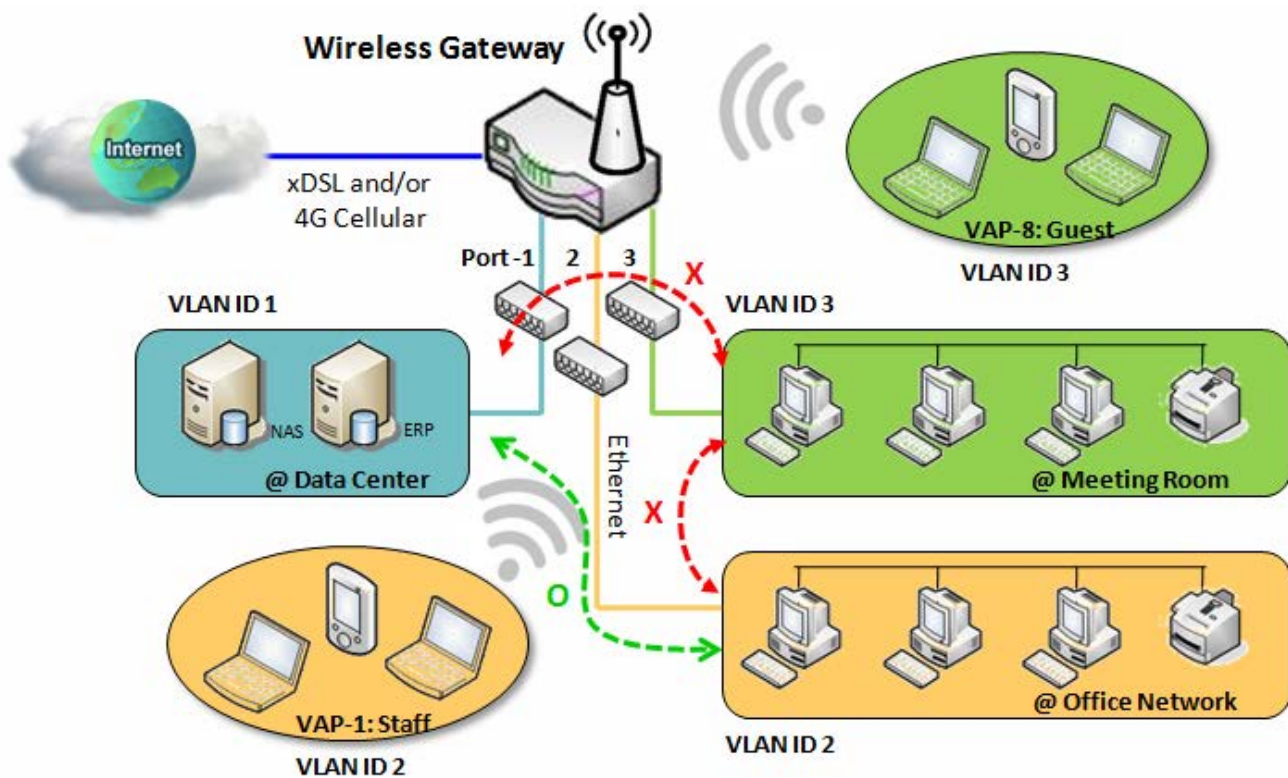 Wireless Gateway
Internet
xDSL and/or
4G Cellular
VAP-8: Guest
VLAN ID 3
Port -1
2
3
X
VLAN ID 1
VLAN ID 3
NAS
ERP
@ Data Center
@ Meeting Room
Ethernet
X
O
VAP-1: Staff
VLAN ID 2
@ Office Network
VLAN ID 2